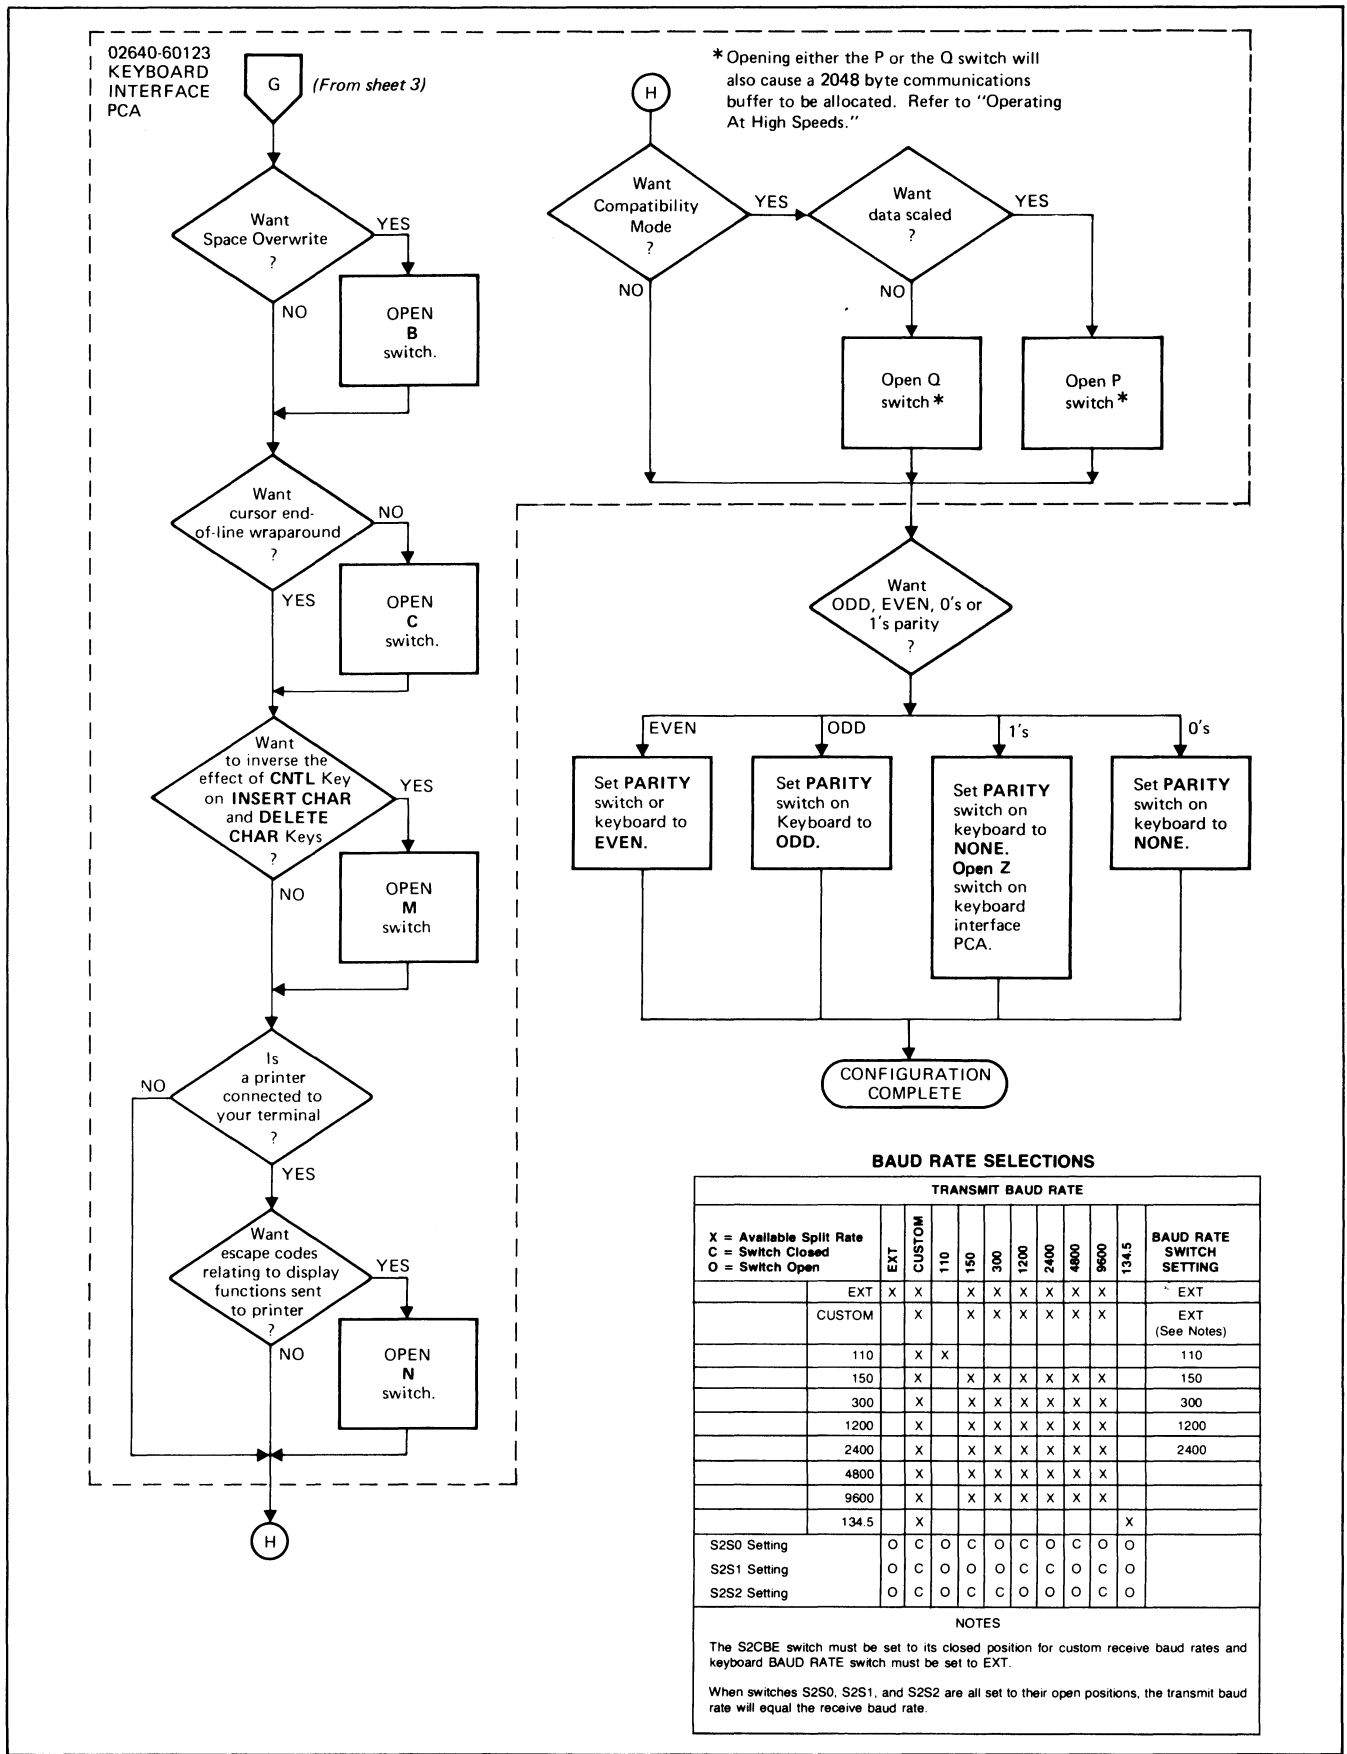 02640-60123
KEYBOARD
INTERFACE
PCA
G
(From sheet 3)
Want
Space Overwrite
?
YES
NO
OPEN
B
switch.
Want
cursor end-
of-line wraparound
?
NO
YES
OPEN
C
switch.
Want
to inverse the
effect of CNTL Key
on INSERT CHAR
and DELETE
CHAR Keys
?
YES
NO
OPEN
M
switch
Is
a printer
connected to
your terminal
?
NO
YES
Want
escape codes
relating to display
functions sent
to printer
?
YES
NO
OPEN
N
switch.
H
* Opening either the P or the Q switch will
also cause a 2048 byte communications
buffer to be allocated. Refer to "Operating
At High Speeds."
H
Want
Compatibility
Mode
?
YES
NO
Want
data scaled
?
YES
NO
Open Q
switch *
Open P
switch *
Want
ODD, EVEN, 0's or
1's parity
?
EVEN
ODD
1's
0's
Set PARITY
switch or
keyboard to
EVEN.
Set PARITY
switch on
Keyboard to
ODD.
Set PARITY
switch on
keyboard to
NONE.
Open Z
switch on
keyboard
interface
PCA.
Set PARITY
switch on
keyboard to
NONE.
CONFIGURATION
COMPLETE
BAUD RATE SELECTIONS
TRANSMIT BAUD RATE
X = Available Split Rate
C = Switch Closed
O = Switch Open
EXT CUSTOM 110 150 300 1200 2400 4800 9600 134.5
BAUD RATE
SWITCH
SETTING
EXT X X X X X X X X EXT
CUSTOM X X X X X X X EXT
(See Notes)
110 X X 110
150 X X X X X X X 150
300 X X X X X X X 300
1200 X X X X X X X 1200
2400 X X X X X X X 2400
4800 X X X X X X X
9600 X X X X X X X
134.5 X X
S2S0 Setting O C O C O C O C O O
S2S1 Setting O C O O O C C O C O
S2S2 Setting O C O C C O O O C O
NOTES
The S2CBE switch must be set to its closed position for custom receive baud rates and
keyboard BAUD RATE switch must be set to EXT.
When switches S2S0, S2S1, and S2S2 are all set to their open positions, the transmit baud
rate will equal the receive baud rate.